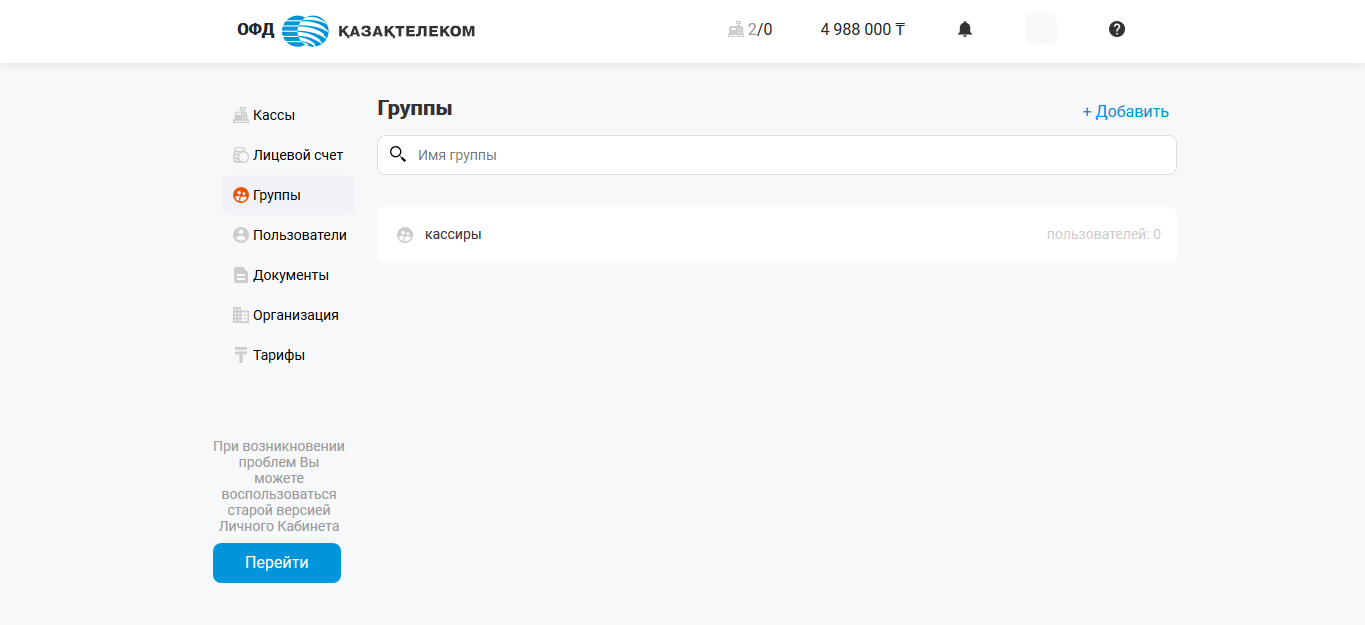 ОФД ҚАЗАҚТЕЛЕКОМ
2/0
4 988 000 ₸
Кассы
Лицевой счет
Группы
Пользователи
Документы
Организация
Тарифы
При возникновении
проблем Вы
можете
воспользоваться
старой версией
Личного Кабинета
Перейти
Группы
+ Добавить
Имя группы
кассиры
пользователей: 0